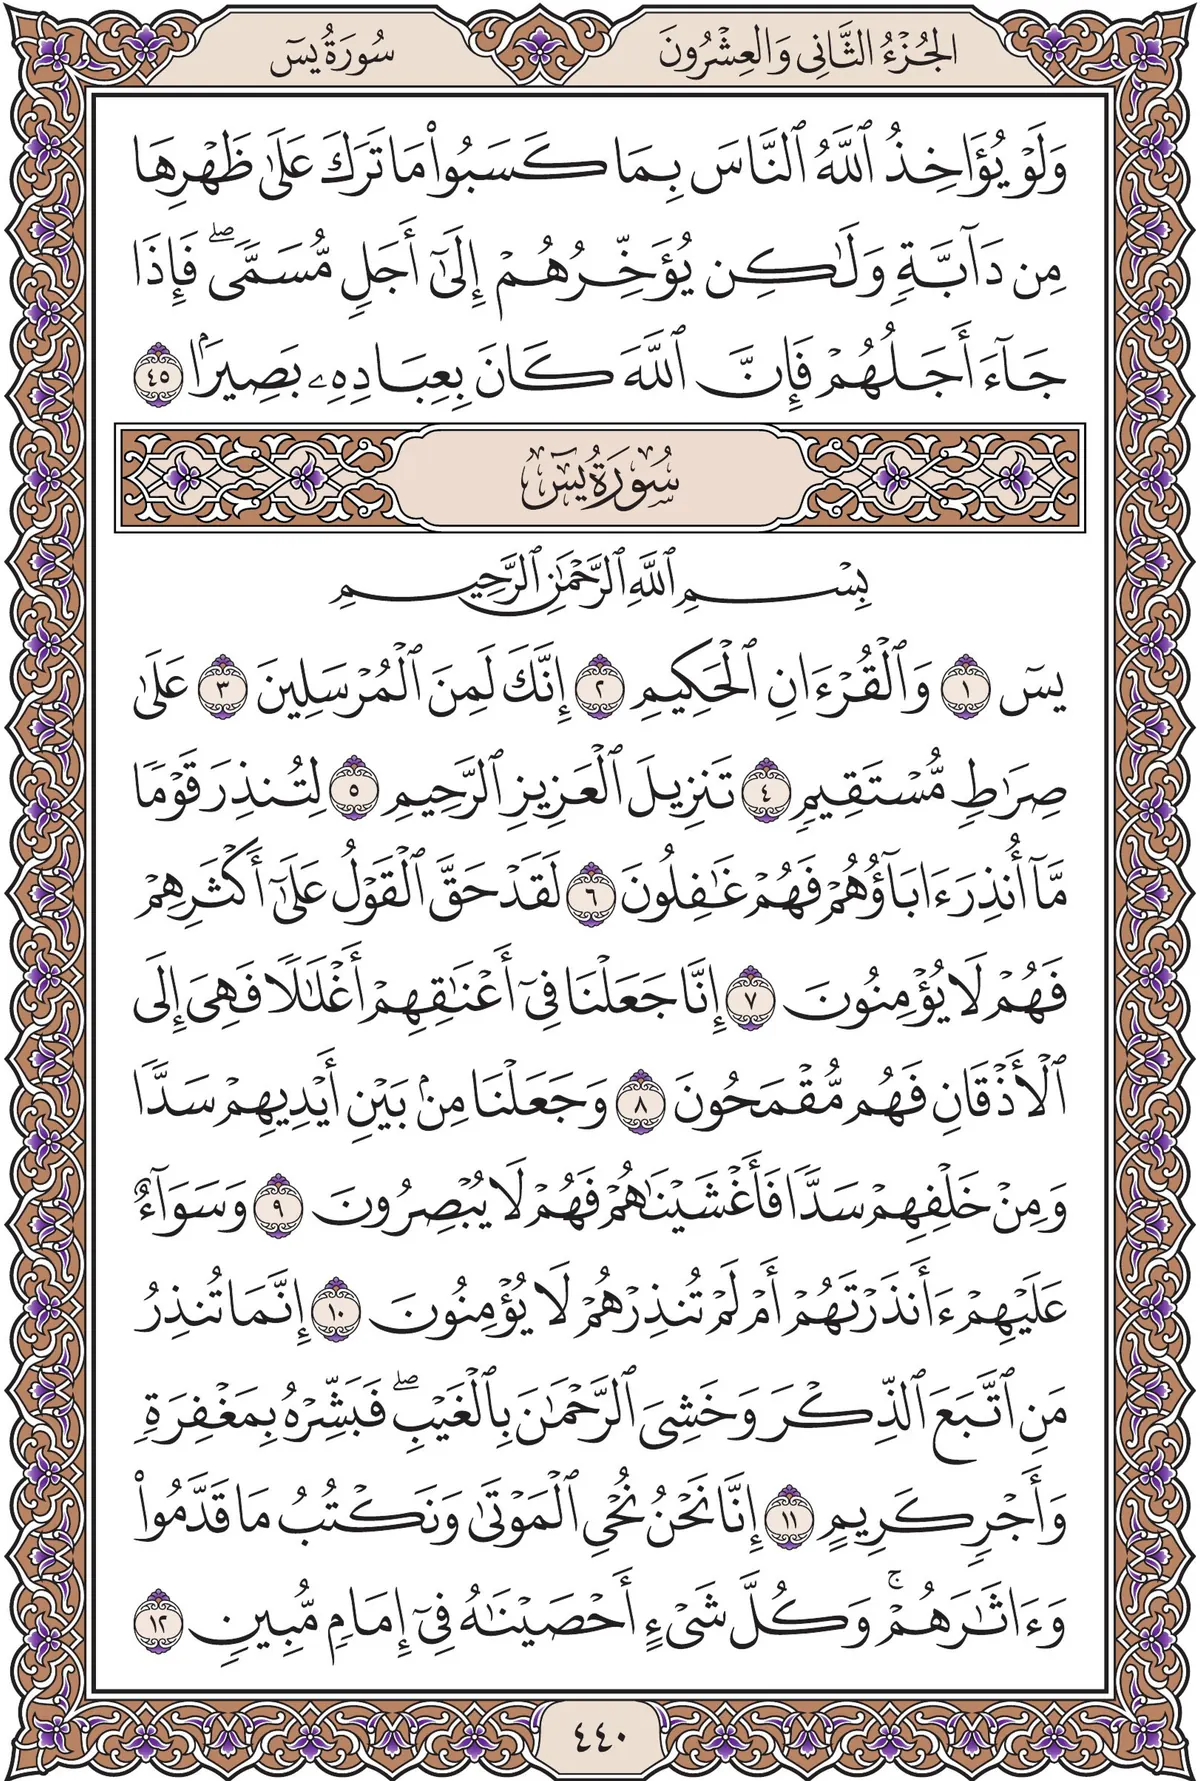 الجُزْءُ الثَّانِي وَالعِشْرُونَ
سُورَةُ يسٓ
وَلَوْ يُؤَاخِذُ ٱللَّهُ ٱلنَّاسَ بِمَا كَسَبُوا۟ مَا تَرَكَ عَلَىٰ ظَهْرِهَا
مِن دَآبَّةٍ وَلَـٰكِن يُؤَخِّرُهُمْ إِلَىٰٓ أَجَلٍ مُّسَمًّى ۖ فَإِذَا
جَآءَ أَجَلُهُمْ فَإِنَّ ٱللَّهَ كَانَ بِعِبَادِهِۦ بَصِيرًۢا ٤٥
سُورَةُ يسٓ
بِسْمِ ٱللَّهِ ٱلرَّحْمَـٰنِ ٱلرَّحِيمِ
يسٓ ١ وَٱلْقُرْءَانِ ٱلْحَكِيمِ ٢ إِنَّكَ لَمِنَ ٱلْمُرْسَلِينَ ٣ عَلَىٰ
صِرَٰطٍ مُّسْتَقِيمٍ ٤ تَنزِيلَ ٱلْعَزِيزِ ٱلرَّحِيمِ ٥ لِتُنذِرَ قَوْمًا
مَّآ أُنذِرَ ءَابَآؤُهُمْ فَهُمْ غَـٰفِلُونَ ٦ لَقَدْ حَقَّ ٱلْقَوْلُ عَلَىٰٓ أَكْثَرِهِمْ
فَهُمْ لَا يُؤْمِنُونَ ٧ إِنَّا جَعَلْنَا فِىٓ أَعْنَـٰقِهِمْ أَغْلَـٰلًا فَهِىَ إِلَى
ٱلْأَذْقَانِ فَهُم مُّقْمَحُونَ ٨ وَجَعَلْنَا مِنۢ بَيْنِ أَيْدِيهِمْ سَدًّا
وَمِنْ خَلْفِهِمْ سَدًّا فَأَغْشَيْنَـٰهُمْ فَهُمْ لَا يُبْصِرُونَ ٩ وَسَوَآءٌ
عَلَيْهِمْ ءَأَنذَرْتَهُمْ أَمْ لَمْ تُنذِرْهُمْ لَا يُؤْمِنُونَ ١٠ إِنَّمَا تُنذِرُ
مَنِ ٱتَّبَعَ ٱلذِّكْرَ وَخَشِىَ ٱلرَّحْمَـٰنَ بِٱلْغَيْبِ ۖ فَبَشِّرْهُ بِمَغْفِرَةٍ
وَأَجْرٍ كَرِيمٍ ١١ إِنَّا نَحْنُ نُحْىِ ٱلْمَوْتَىٰ وَنَكْتُبُ مَا قَدَّمُوا۟
وَءَاثَـٰرَهُمْ ۚ وَكُلَّ شَىْءٍ أَحْصَيْنَـٰهُ فِىٓ إِمَامٍ مُّبِينٍ ١٢
٤٤٠